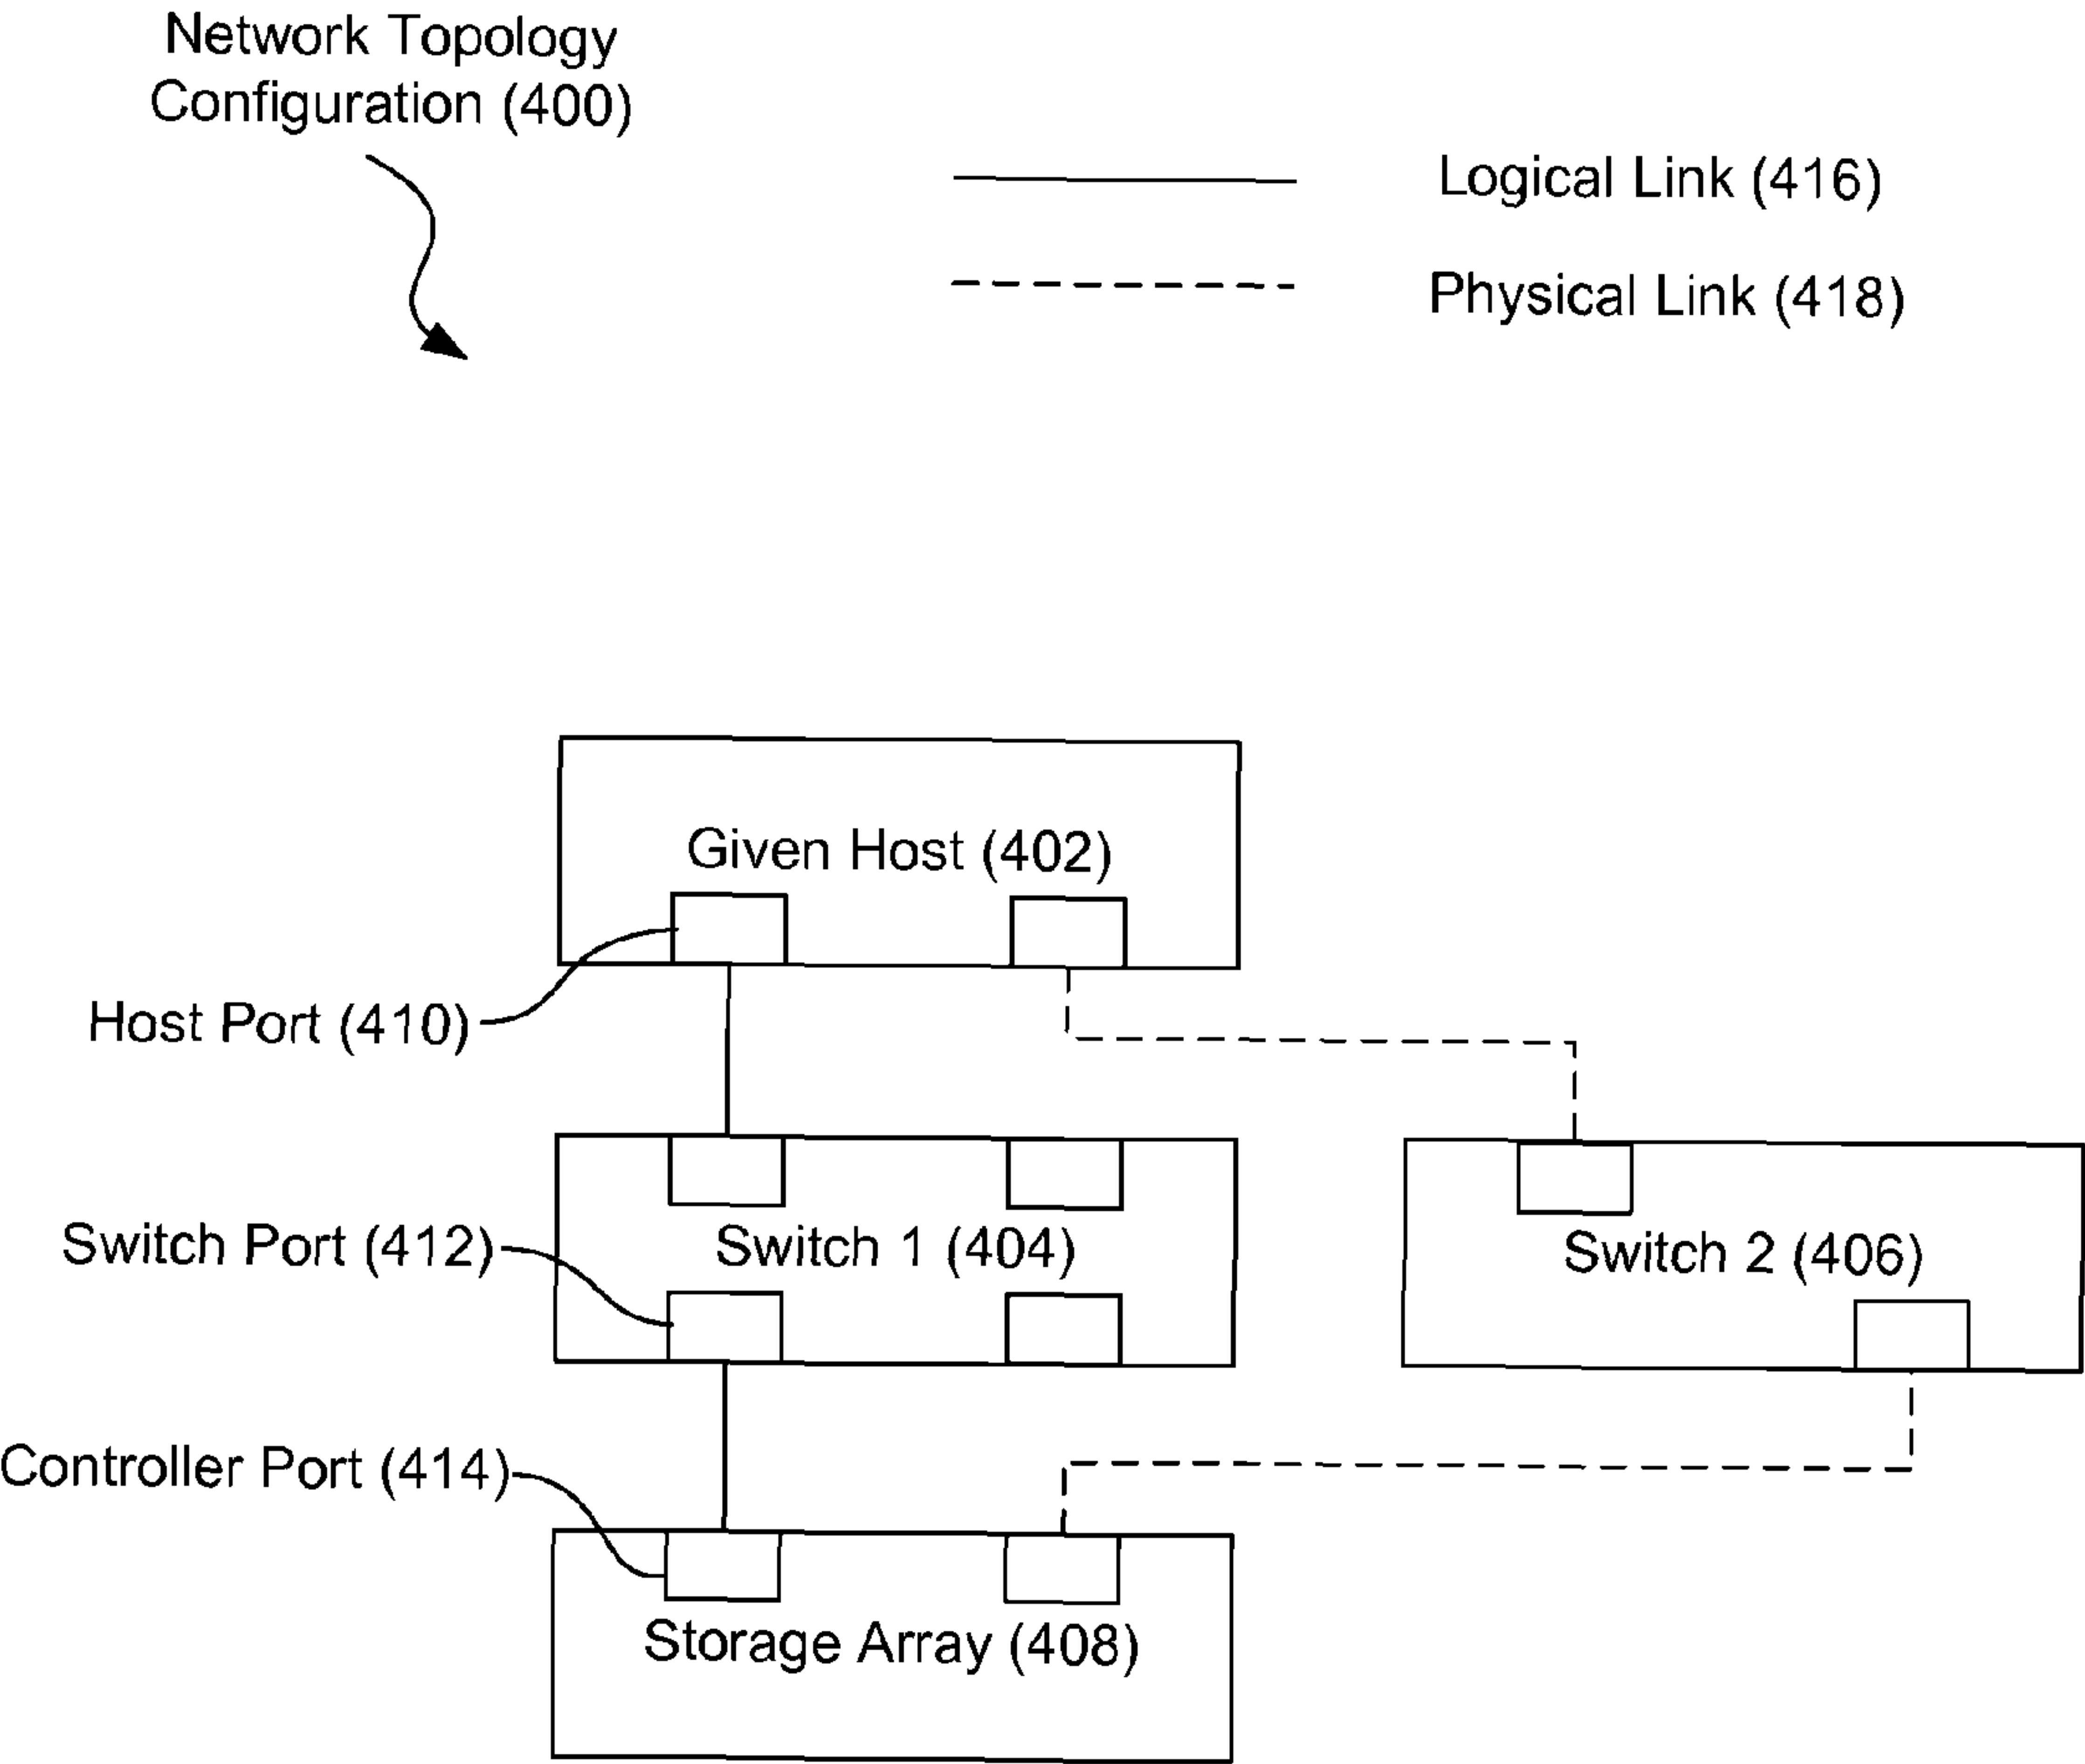 Network Topology
Configuration (400)
Logical Link (416)
Physical Link (418)
Given Host (402)
Host Port (410)
Switch Port (412)
Switch 1 (404)
Switch 2 (406)
Controller Port (414)
Storage Array (408)